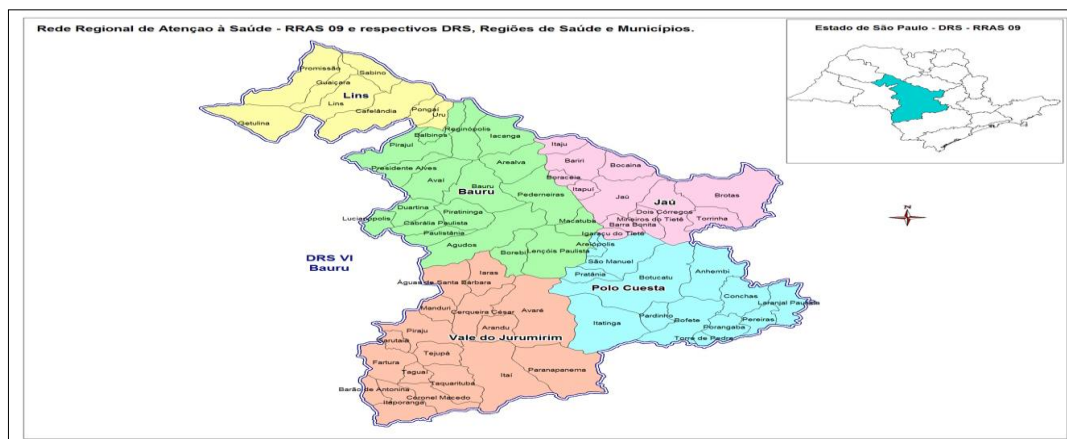 Rede Regional de Atençao à Saúde - RRAS 09 e respectivos DRS, Regiões de Saúde e Municípios.
Estado de São Paulo - DRS - RRAS 09
Promissão
Sabino
Guaiçara
Lins
Lins
Cafelândia
Getulina
Pongaí
Uru
Reginópolis
Balbinos
Iacanga
Pirajuí
Presidente Alves
Arealva
Avaí
Bauru
Bauru
Pederneiras
Duartina
Piratininga
Lucianópolis
Cabrália Paulista
Paulistânia
Macatuba
Agudos
Borebi
Lençóis Paulista
Itaju
Bariri
Bocaina
Boracéia
Itapuí
Jaú
Jaú
Brotas
Dois Córregos
Mineiros do Tietê
Torrinha
Barra Bonita
Igaraçu do Tietê
N
Areiópolis
São Manuel
Pratânia
Botucatu
Anhembi
Polo Cuesta
Conchas
Laranjal Paulista
Itatinga
Pardinho
Bofete
Pereiras
Porangaba
Torre de Pedra
DRS VI
Bauru
Iaras
Águas de Santa Bárbara
Manduri
Cerqueira César
Avaré
Arandu
Piraju
Vale do Jurumirim
Sarutaiá
Tejupá
Fartura
Taguaí
Itaí
Paranapanema
Taquarituba
Barão de Antonina
Coronel Macedo
Itaporanga